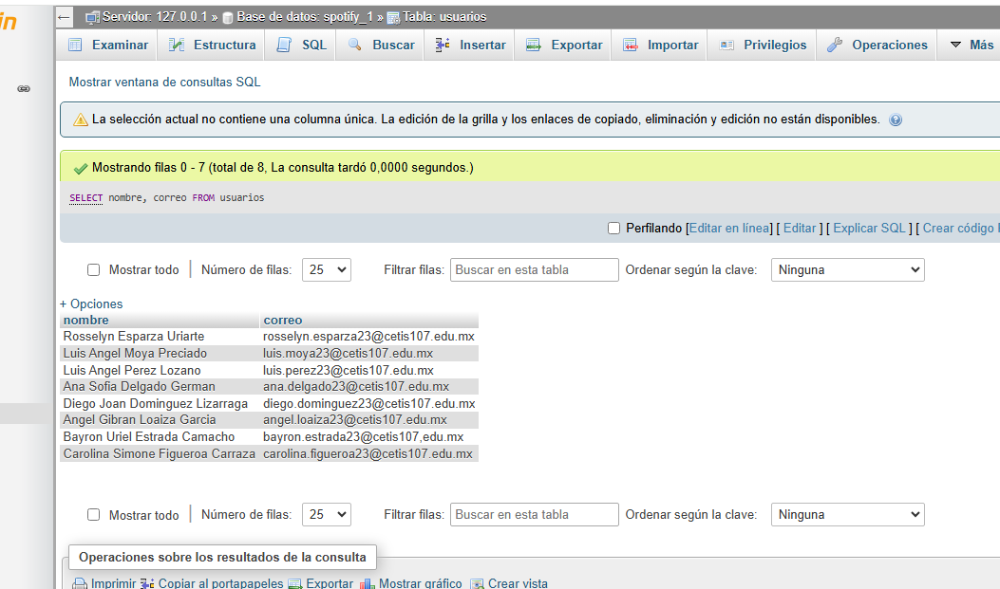 in
Servidor: 127.0.0.1 » Base de datos: spotify_1 » Tabla: usuarios
Examinar Estructura SQL Buscar Insertar Exportar Importar Privilegios Operaciones Más
Mostrar ventana de consultas SQL
La selección actual no contiene una columna única. La edición de la grilla y los enlaces de copiado, eliminación y edición no están disponibles.
Mostrando filas 0 - 7 (total de 8, La consulta tardó 0,0000 segundos.)
SELECT nombre, correo FROM usuarios
Perfilando [Editar en línea] [ Editar ] [ Explicar SQL ] [ Crear código
Mostrar todo Número de filas: 25 Filtrar filas: Buscar en esta tabla Ordenar según la clave: Ninguna
+ Opciones
nombre correo
Rosselyn Esparza Uriarte rosselyn.esparza23@cetis107.edu.mx
Luis Angel Moya Preciado luis.moya23@cetis107.edu.mx
Luis Angel Perez Lozano luis.perez23@cetis107.edu.mx
Ana Sofia Delgado German ana.delgado23@cetis107.edu.mx
Diego Joan Dominguez Lizarraga diego.dominguez23@cetis107.edu.mx
Angel Gibran Loaiza Garcia angel.loaiza23@cetis107.edu.mx
Bayron Uriel Estrada Camacho bayron.estrada23@cetis107,edu.mx
Carolina Simone Figueroa Carraza carolina.figueroa23@cetis107.edu.mx
Mostrar todo Número de filas: 25 Filtrar filas: Buscar en esta tabla Ordenar según la clave: Ninguna
Operaciones sobre los resultados de la consulta
Imprimir Copiar al portapapeles Exportar Mostrar gráfico Crear vista